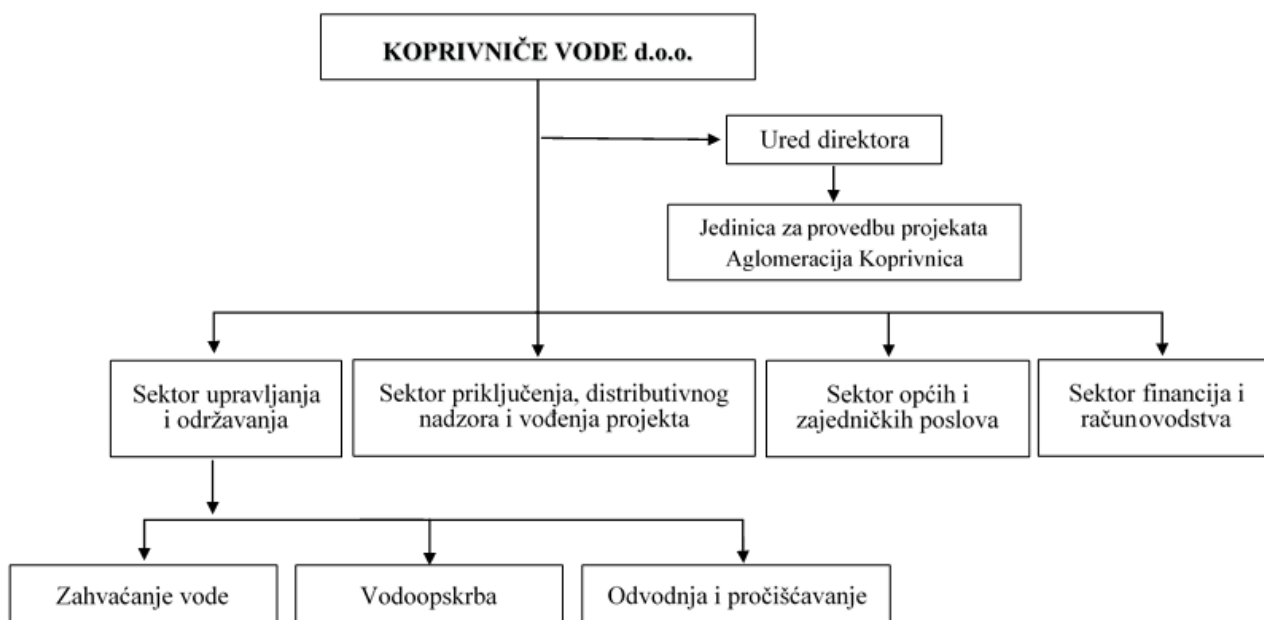 KOPRIVNIČE VODE d.o.o.
Ured direktora
Jedinica za provedbu projekata
Aglomeracija Koprivnica
Sektor upravljanja
i održavanja
Sektor priključenja, distributivnog
nadzora i vođenja projekta
Sektor općih i
zajedničkih poslova
Sektor financija i
računovodstva
Zahvaćanje vode
Vodoopskrba
Odvodnja i pročišćavanje